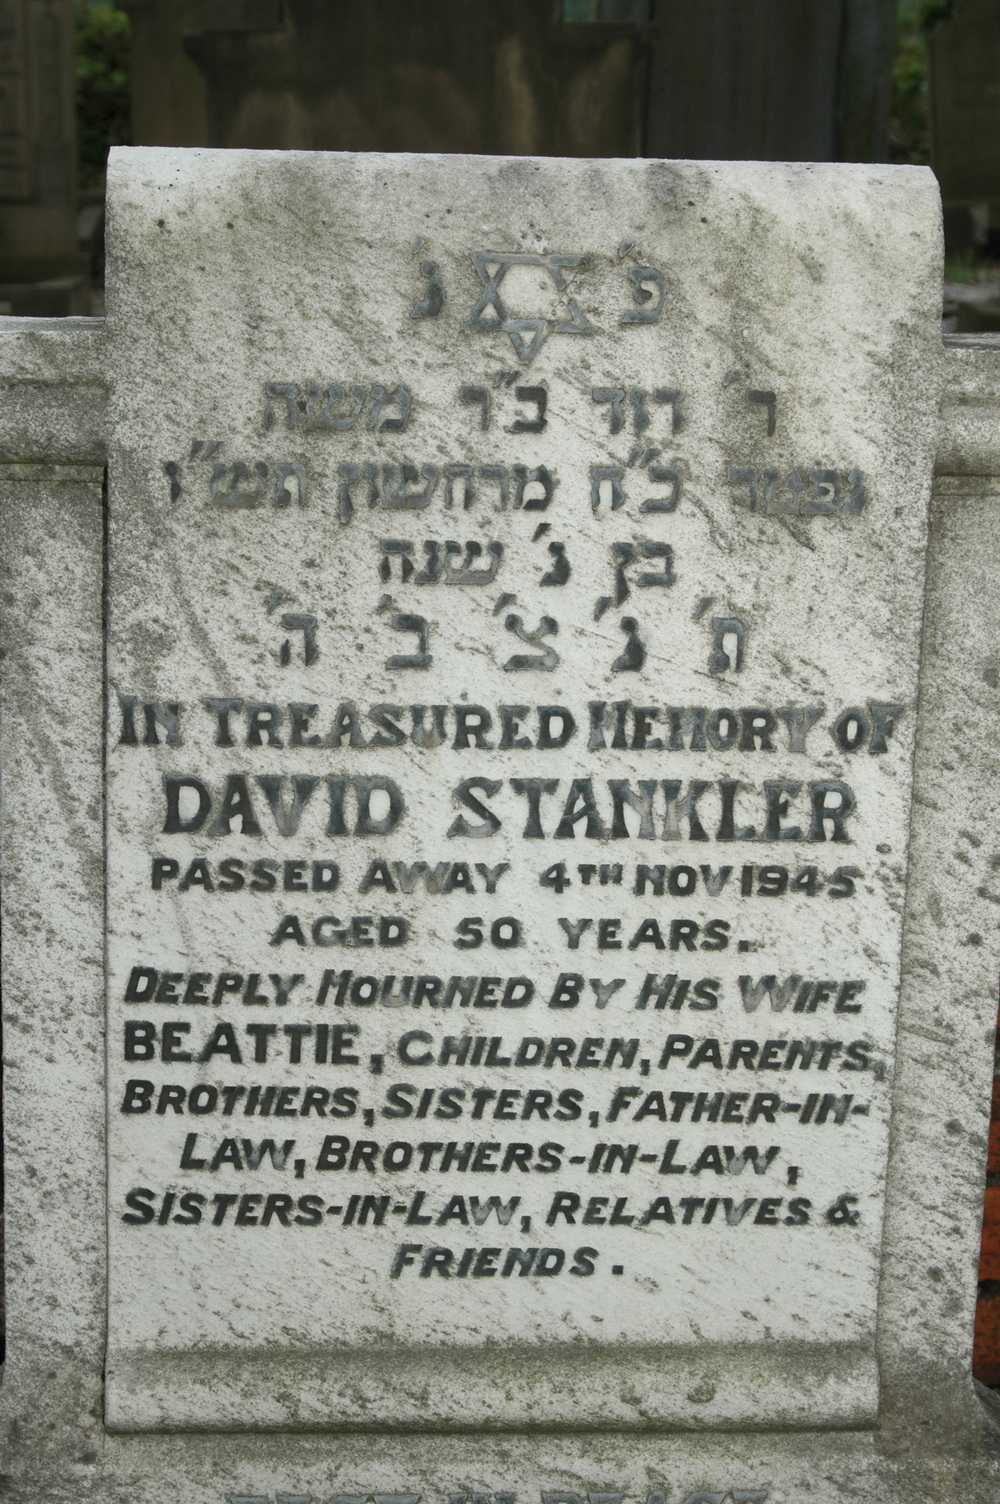 פ' נ'
ר' דוד ב"ר משה
נפטר כ"ח מרחשון תש"ו
בן נ' שנה
ת' נ' צ' ב' ה'
IN TREASURED MEMORY OF
DAVID STANKLER
PASSED AWAY 4TH NOV 1945
AGED 50 YEARS.
DEEPLY MOURNED BY HIS WIFE
BEATTIE, CHILDREN, PARENTS,
BROTHERS, SISTERS, FATHER-IN-
LAW, BROTHERS-IN-LAW,
SISTERS-IN-LAW, RELATIVES &
FRIENDS.